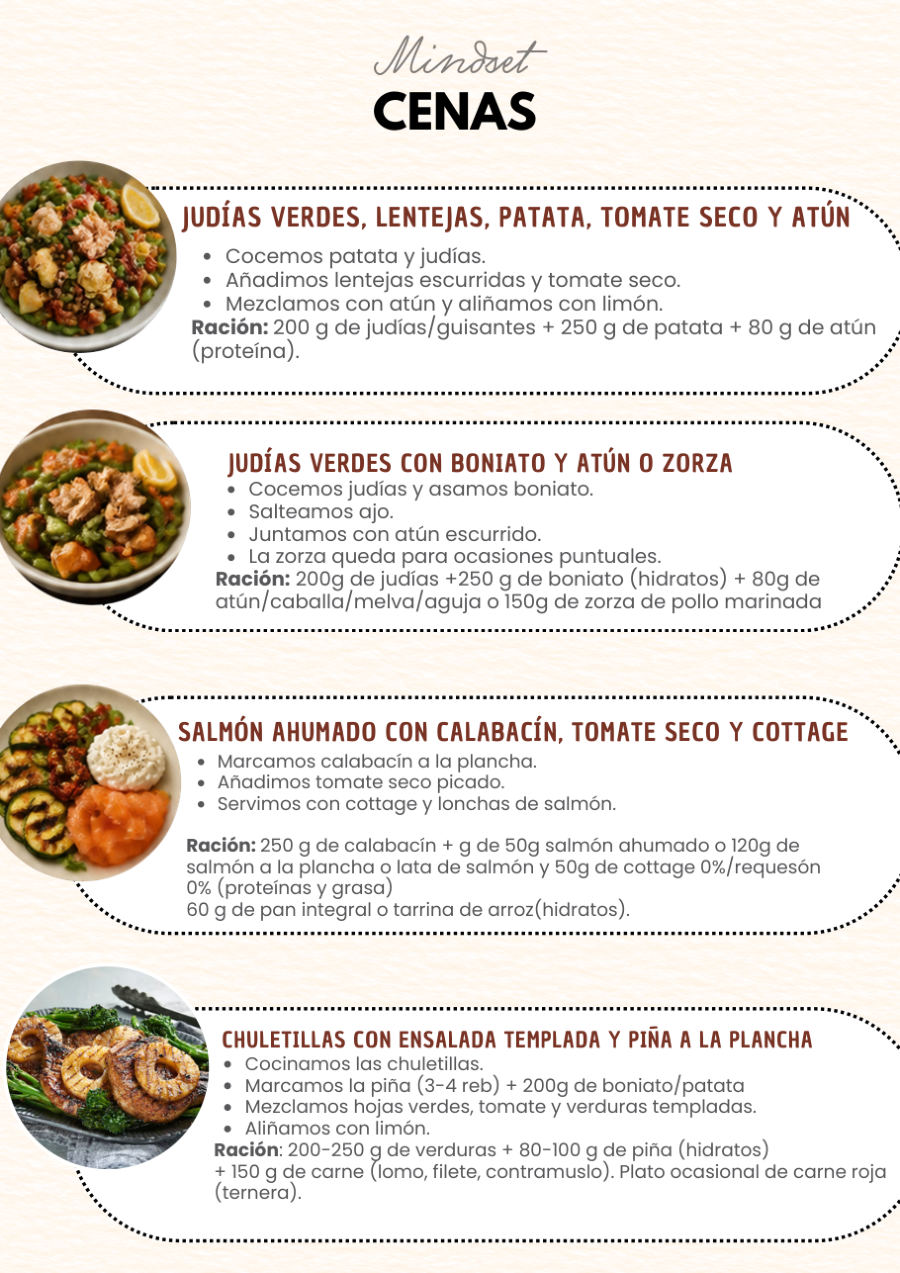 Mindset
CENAS
JUDÍAS VERDES, LENTEJAS, PATATA, TOMATE SECO Y ATÚN
• Cocemos patata y judías.
• Añadimos lentejas escurridas y tomate seco.
• Mezclamos con atún y aliñamos con limón.
Ración: 200 g de judías/guisantes + 250 g de patata + 80 g de atún
(proteína).
JUDÍAS VERDES CON BONIATO Y ATÚN O ZORZA
• Cocemos judías y asamos boniato.
• Salteamos ajo.
• Juntamos con atún escurrido.
• La zorza queda para ocasiones puntuales.
Ración: 200g de judías +250 g de boniato (hidratos) + 80g de
atún/caballa/melva/aguja o 150g de zorza de pollo marinada
SALMÓN AHUMADO CON CALABACÍN, TOMATE SECO Y COTTAGE
• Marcamos calabacín a la plancha.
• Añadimos tomate seco picado.
• Servimos con cottage y lonchas de salmón.
Ración: 250 g de calabacín + g de 50g salmón ahumado o 120g de
salmón a la plancha o lata de salmón y 50g de cottage 0%/requesón
0% (proteínas y grasa)
60 g de pan integral o tarrina de arroz(hidratos).
CHULETILLAS CON ENSALADA TEMPLADA Y PIÑA A LA PLANCHA
• Cocinamos las chuletillas.
• Marcamos la piña (3-4 reb) + 200g de boniato/patata
• Mezclamos hojas verdes, tomate y verduras templadas.
• Aliñamos con limón.
Ración: 200-250 g de verduras + 80-100 g de piña (hidratos)
+ 150 g de carne (lomo, filete, contramuslo). Plato ocasional de carne roja
(ternera).